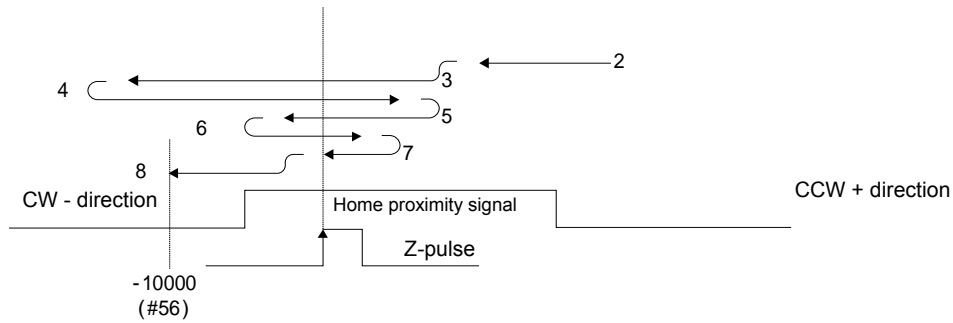 2
3
4
5
6
7
8
CW - direction
CCW + direction
Home proximity signal
Z-pulse
-10000
(#56)